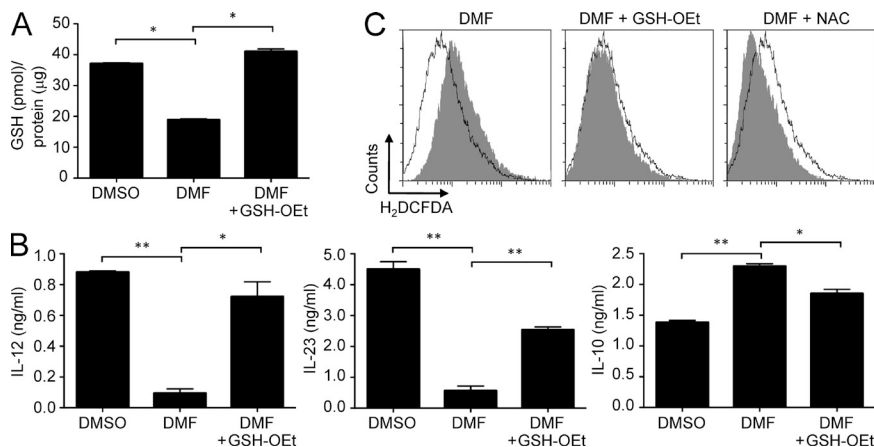 A
GSH (pmol)/
protein (μg)
50
40
30
20
10
0
*
*
DMSO
DMF
DMF
+GSH-OEt
C
DMF
DMF + GSH-OEt
DMF + NAC
Counts
H₂DCFDA
B
IL-12 (ng/ml)
1.0
0.8
0.6
0.4
0.2
0.0
**
*
DMSO
DMF
DMF
+GSH-OEt
IL-23 (ng/ml)
5.0
4.0
3.0
2.0
1.0
0.0
**
**
DMSO
DMF
DMF
+GSH-OEt
IL-10 (ng/ml)
2.5
2.0
1.5
1.0
0.5
0.0
**
*
DMSO
DMF
DMF
+GSH-OEt